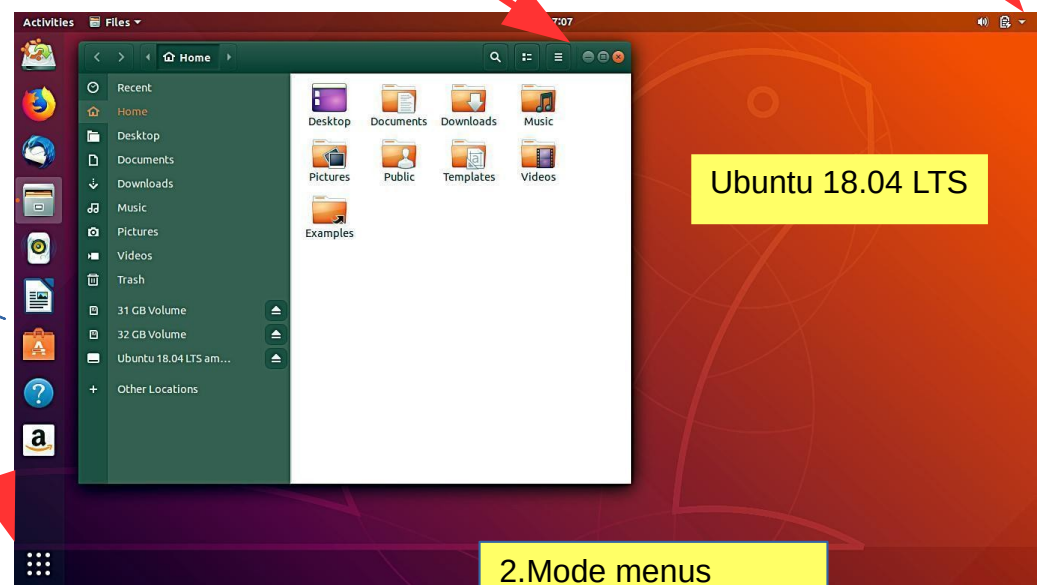 Activities Files 7:07
Home
Recent
Home
Desktop
Documents
Downloads
Music
Pictures
Videos
Trash
31 GB Volume
32 GB Volume
Ubuntu 18.04 LTS am…
+ Other Locations
Desktop Documents Downloads Music
Pictures Public Templates Videos
Examples
Ubuntu 18.04 LTS
?
a
2.Mode menus